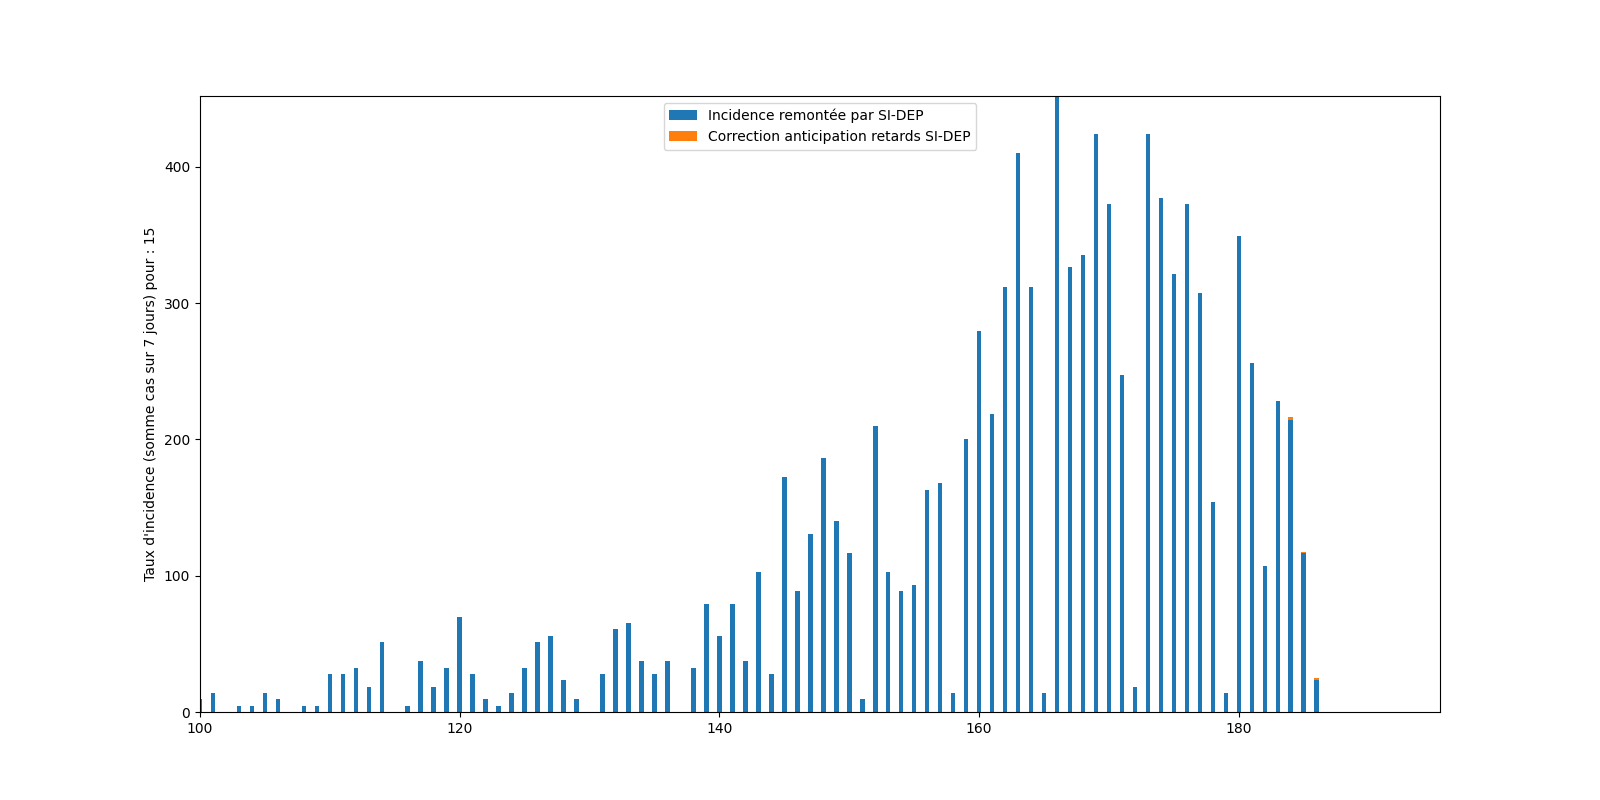 Incidence remontée par SI-DEP
Correction anticipation retards SI-DEP
Taux d'incidence (somme cas sur 7 jours) pour : 15
400
300
200
100
0
100 120 140 160 180